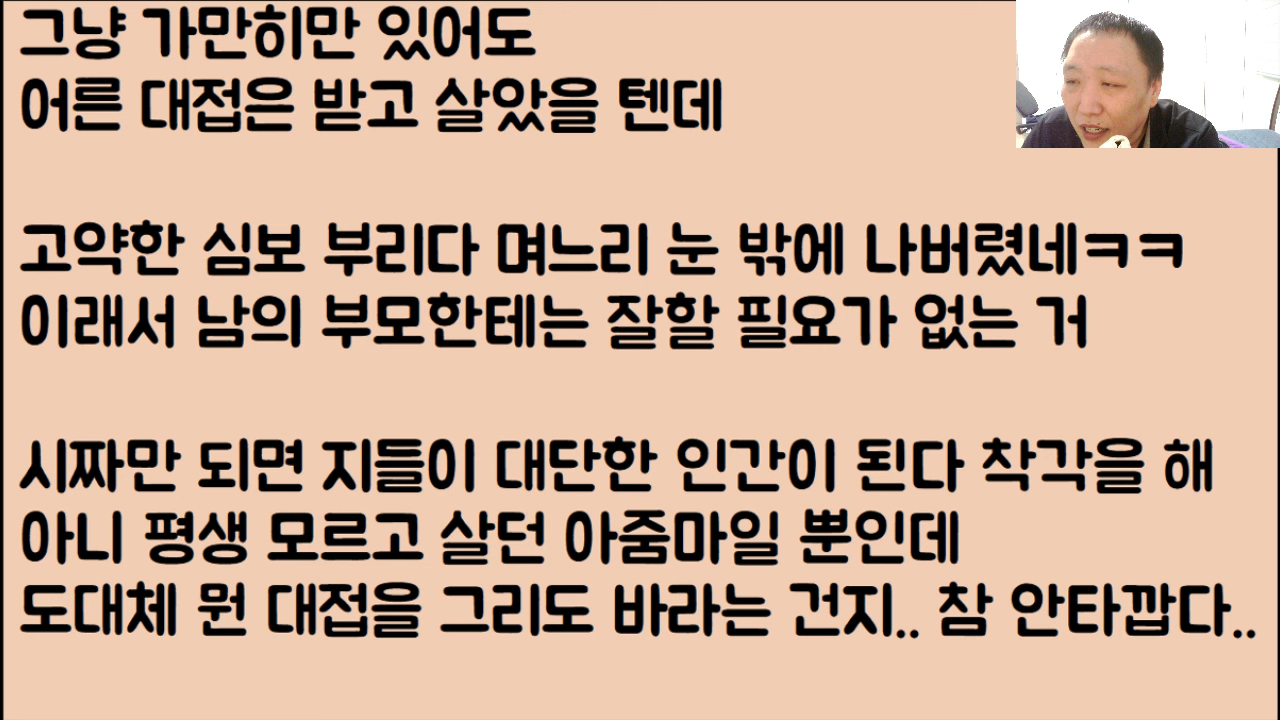 그냥 가만히만 있어도
어른 대접은 받고 살았을 텐데
고약한 심보 부리다 며느리 눈 밖에 나버렸네ㅋㅋ
이래서 남의 부모한테는 잘할 필요가 없는 거
시짜만 되면 지들이 대단한 인간이 된다 착각을 해
아니 평생 모르고 살던 아줌마일 뿐인데
도대체 뭔 대접을 그리도 바라는 건지.. 참 안타깝다..